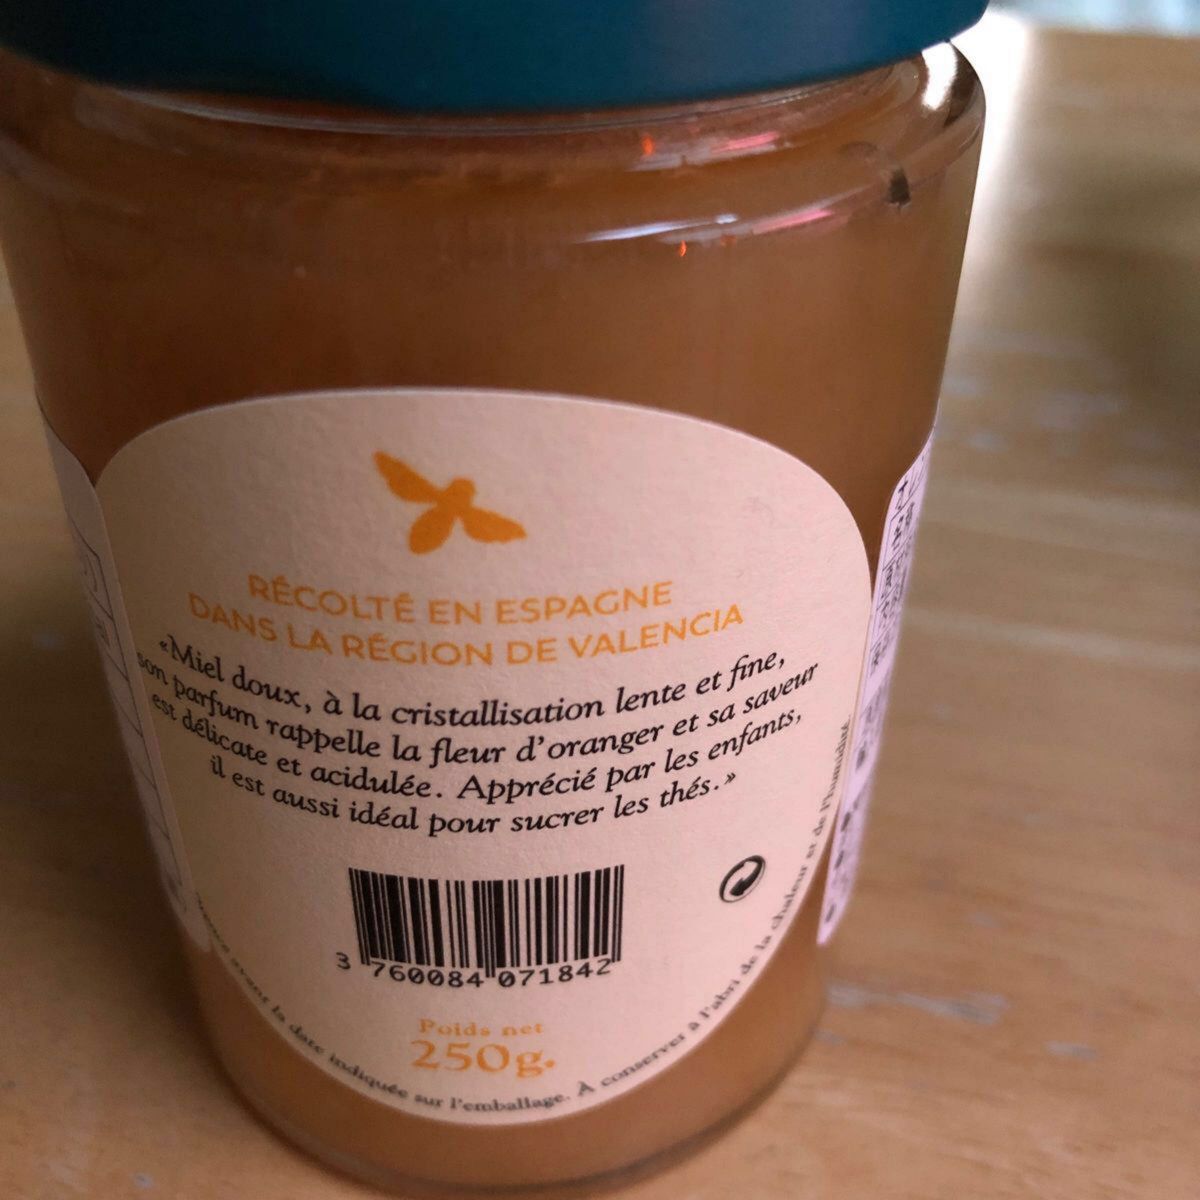 RÉCOLTÉ EN ESPAGNE
DANS LA RÉGION DE VALENCIA
«Miel doux, à la cristallisation lente et fine,
son parfum rappelle la fleur d'oranger et sa saveur
est délicate et acidulée. Apprécié par les enfants,
il est aussi idéal pour sucrer les thés.»
3 760084 071842
Poids net
250g.
avant la date indiquée sur l'emballage. À conserver à l'abri de la chaleur et de l'humidité